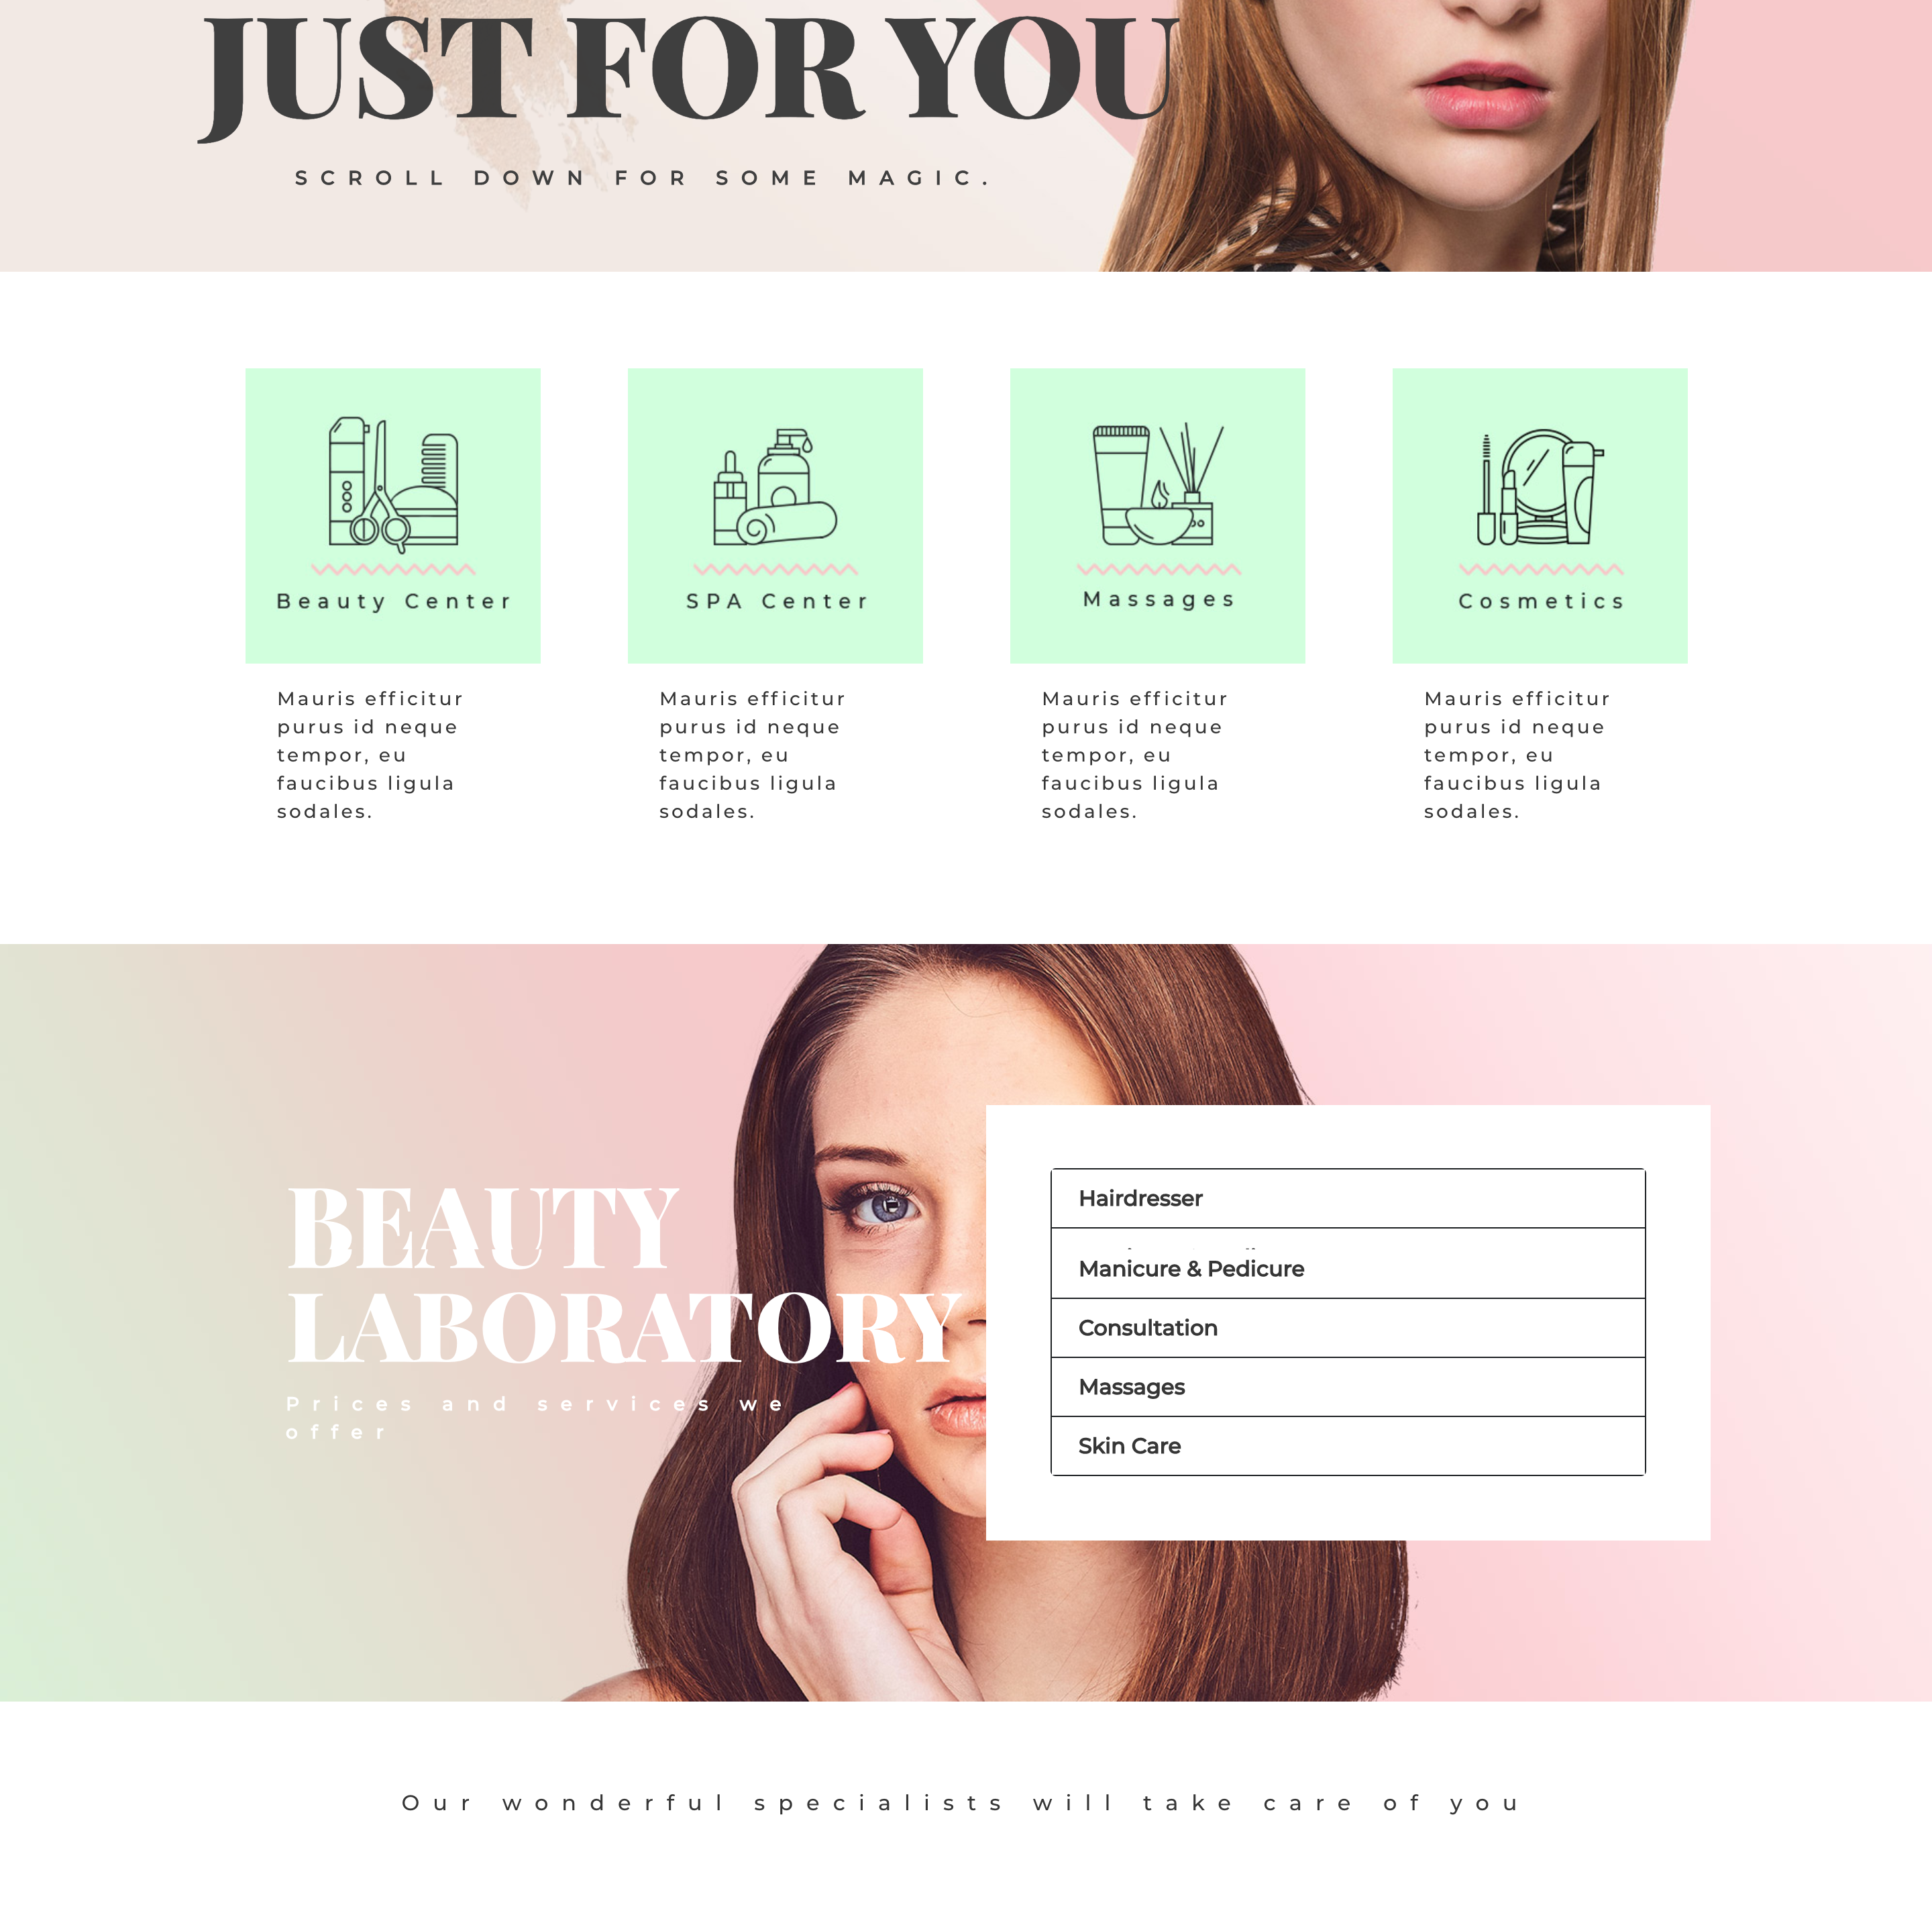 JUST FOR YOU
SCROLL DOWN FOR SOME MAGIC.
Beauty Center
Mauris efficitur
purus id neque
tempor, eu
faucibus ligula
sodales.
SPA Center
Mauris efficitur
purus id neque
tempor, eu
faucibus ligula
sodales.
Massages
Mauris efficitur
purus id neque
tempor, eu
faucibus ligula
sodales.
Cosmetics
Mauris efficitur
purus id neque
tempor, eu
faucibus ligula
sodales.
BEAUTY
LABORATORY
Prices and services we
offer
Hairdresser
Manicure & Pedicure
Consultation
Massages
Skin Care
Our wonderful specialists will take care of you